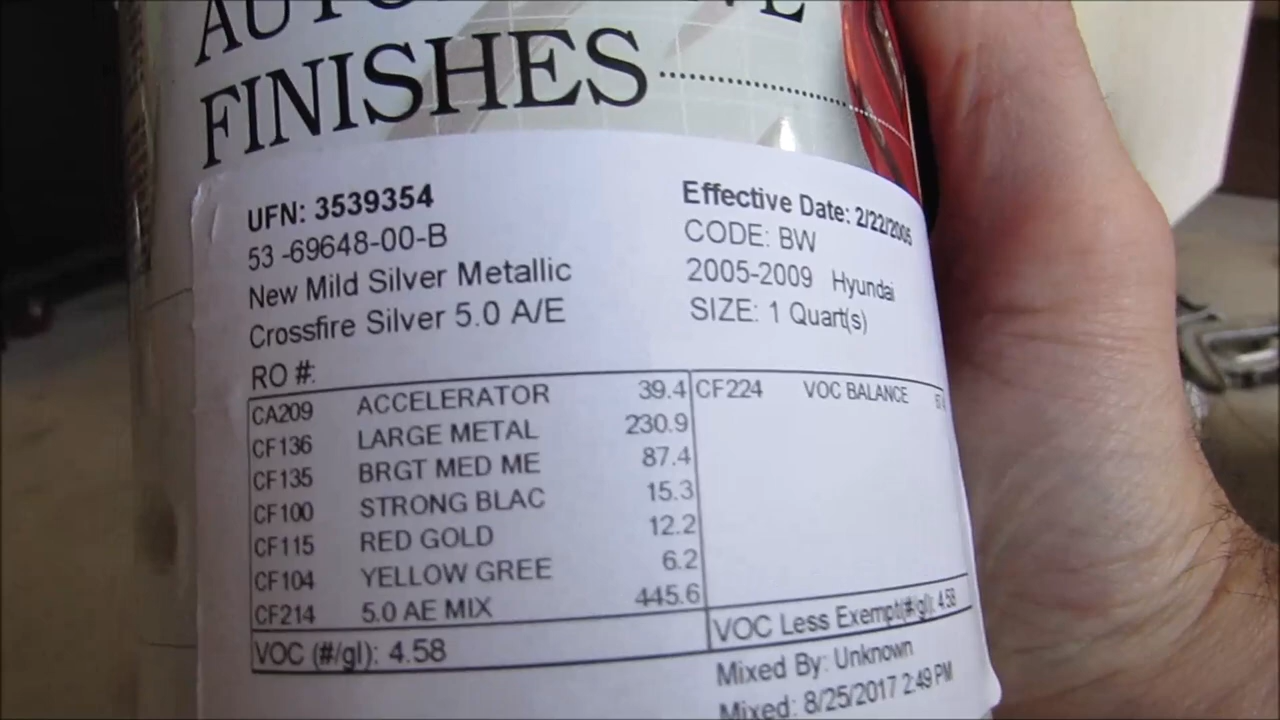 FINISHES
UFN: 3539354
Effective Date: 2/22/2005
53 -69648-00-B
CODE: BW
New Mild Silver Metallic
2005-2009 Hyundai
Crossfire Silver 5.0 A/E
SIZE: 1 Quart(s)
RO #:
CA209 ACCELERATOR 39.4 CF224 VOC BALANCE
CF136 LARGE METAL 230.9
CF135 BRGT MED ME 87.4
CF100 STRONG BLAC 15.3
CF115 RED GOLD 12.2
CF104 YELLOW GREE 6.2
CF214 5.0 AE MIX 445.6
VOC (#/gl): 4.58
VOC Less Exempt(#/gl): 4.58
Mixed By: Unknown
Mixed: 8/25/2017 2:49 PM